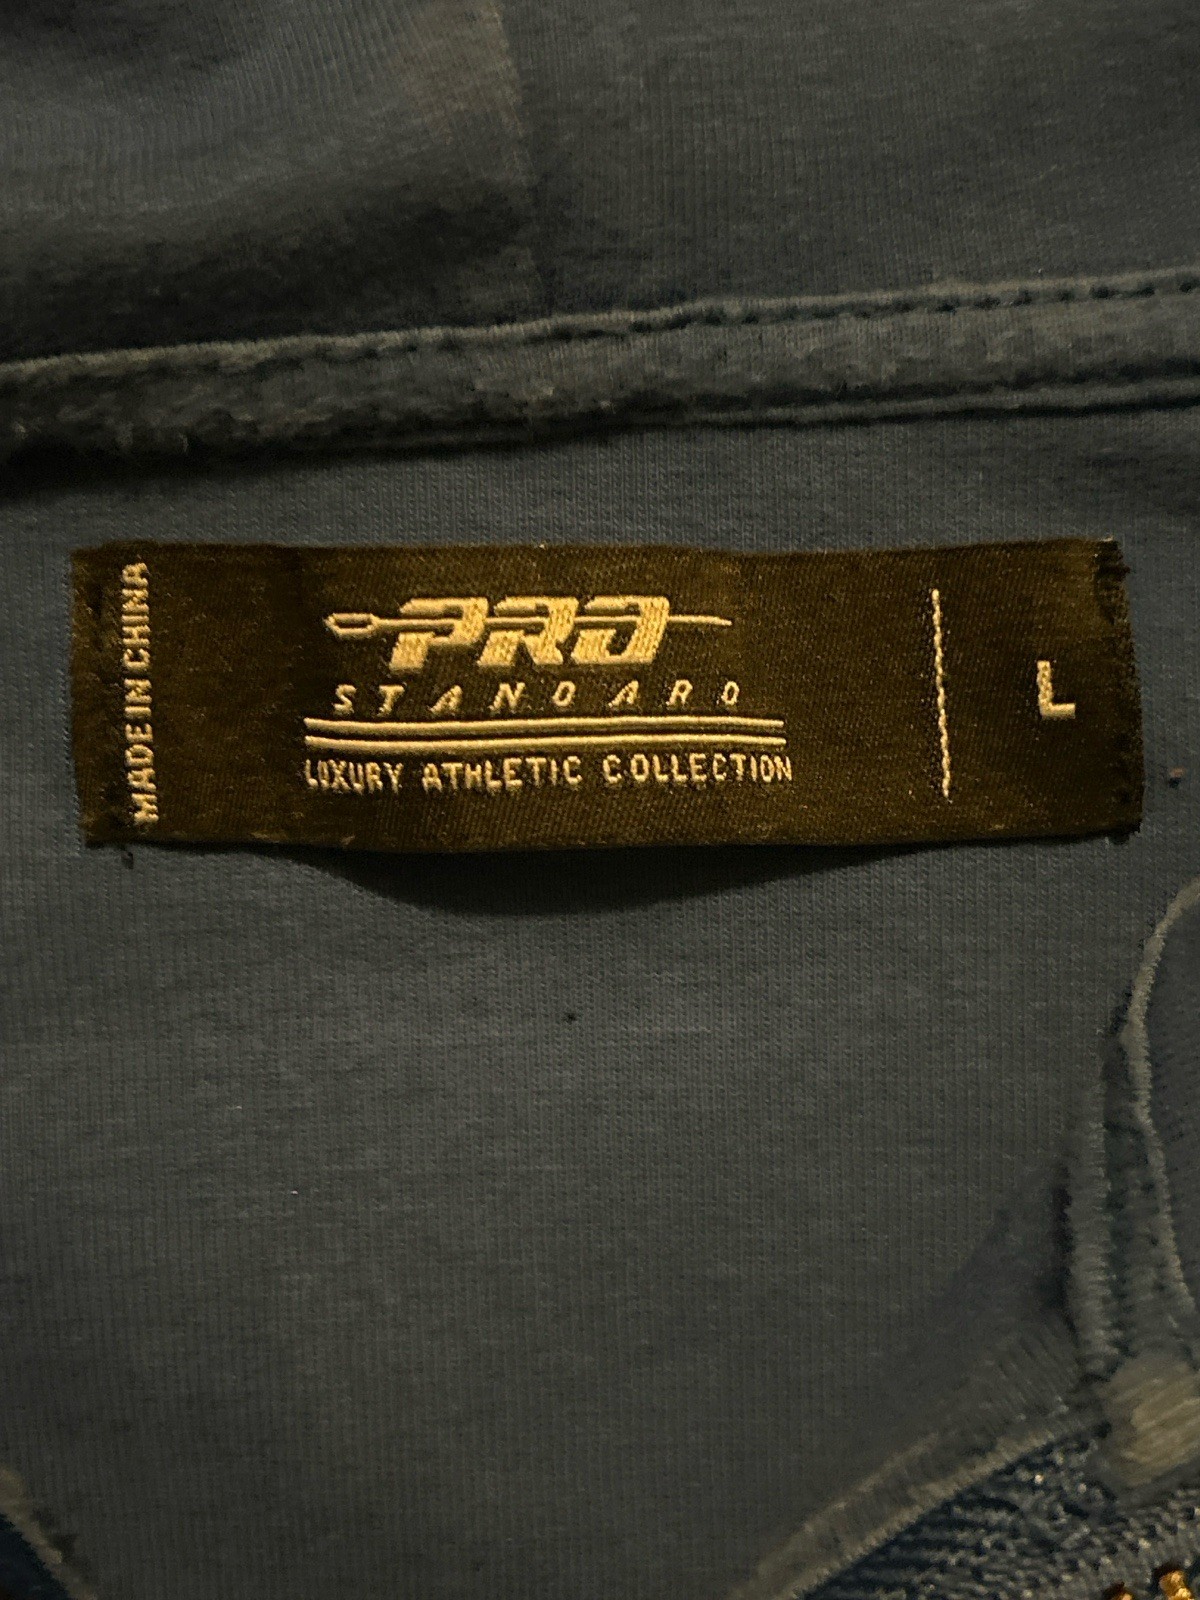 MADE IN CHINA
PRO
STANDARD
LUXURY ATHLETIC COLLECTION
L